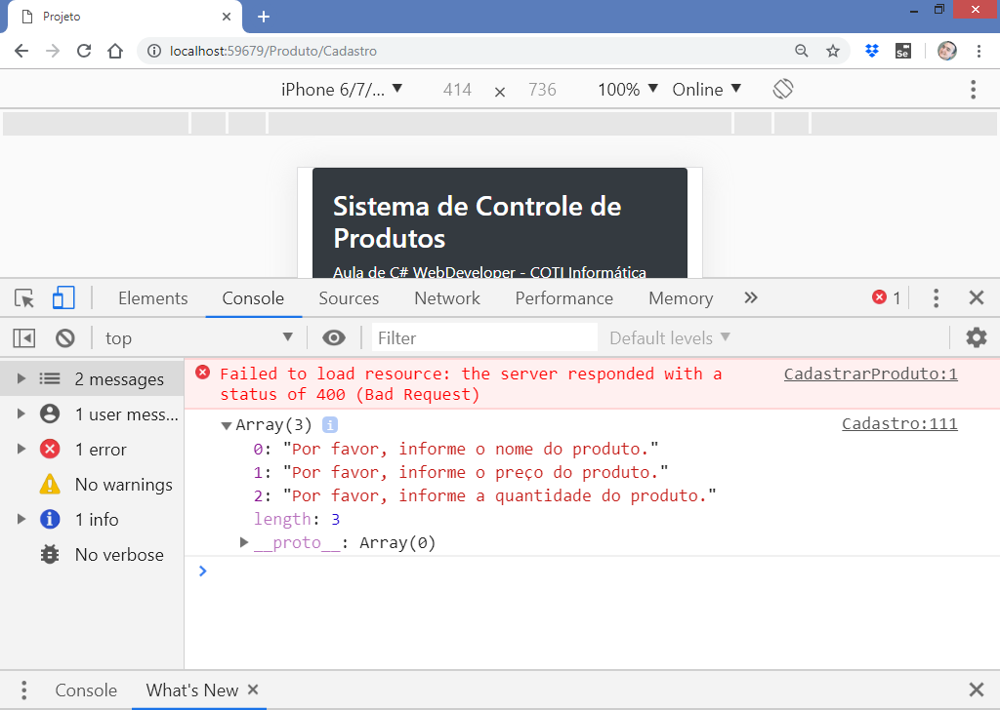 Projeto
localhost:59679/Produto/Cadastro
Se
iPhone 6/7/... ▼ 414 × 736 100% ▼ Online ▼
Sistema de Controle de
Produtos
Aula de C# WebDeveloper - COTI Informática
Elements Console Sources Network Performance Memory » 1
top ▼ Filter Default levels ▼
2 messages
1 user mess...
1 error
No warnings
1 info
No verbose
Failed to load resource: the server responded with a CadastrarProduto:1
status of 400 (Bad Request)
▼Array(3) i Cadastro:111
0: "Por favor, informe o nome do produto."
1: "Por favor, informe o preço do produto."
2: "Por favor, informe a quantidade do produto."
length: 3
▶__proto__: Array(0)
Console What's New ×